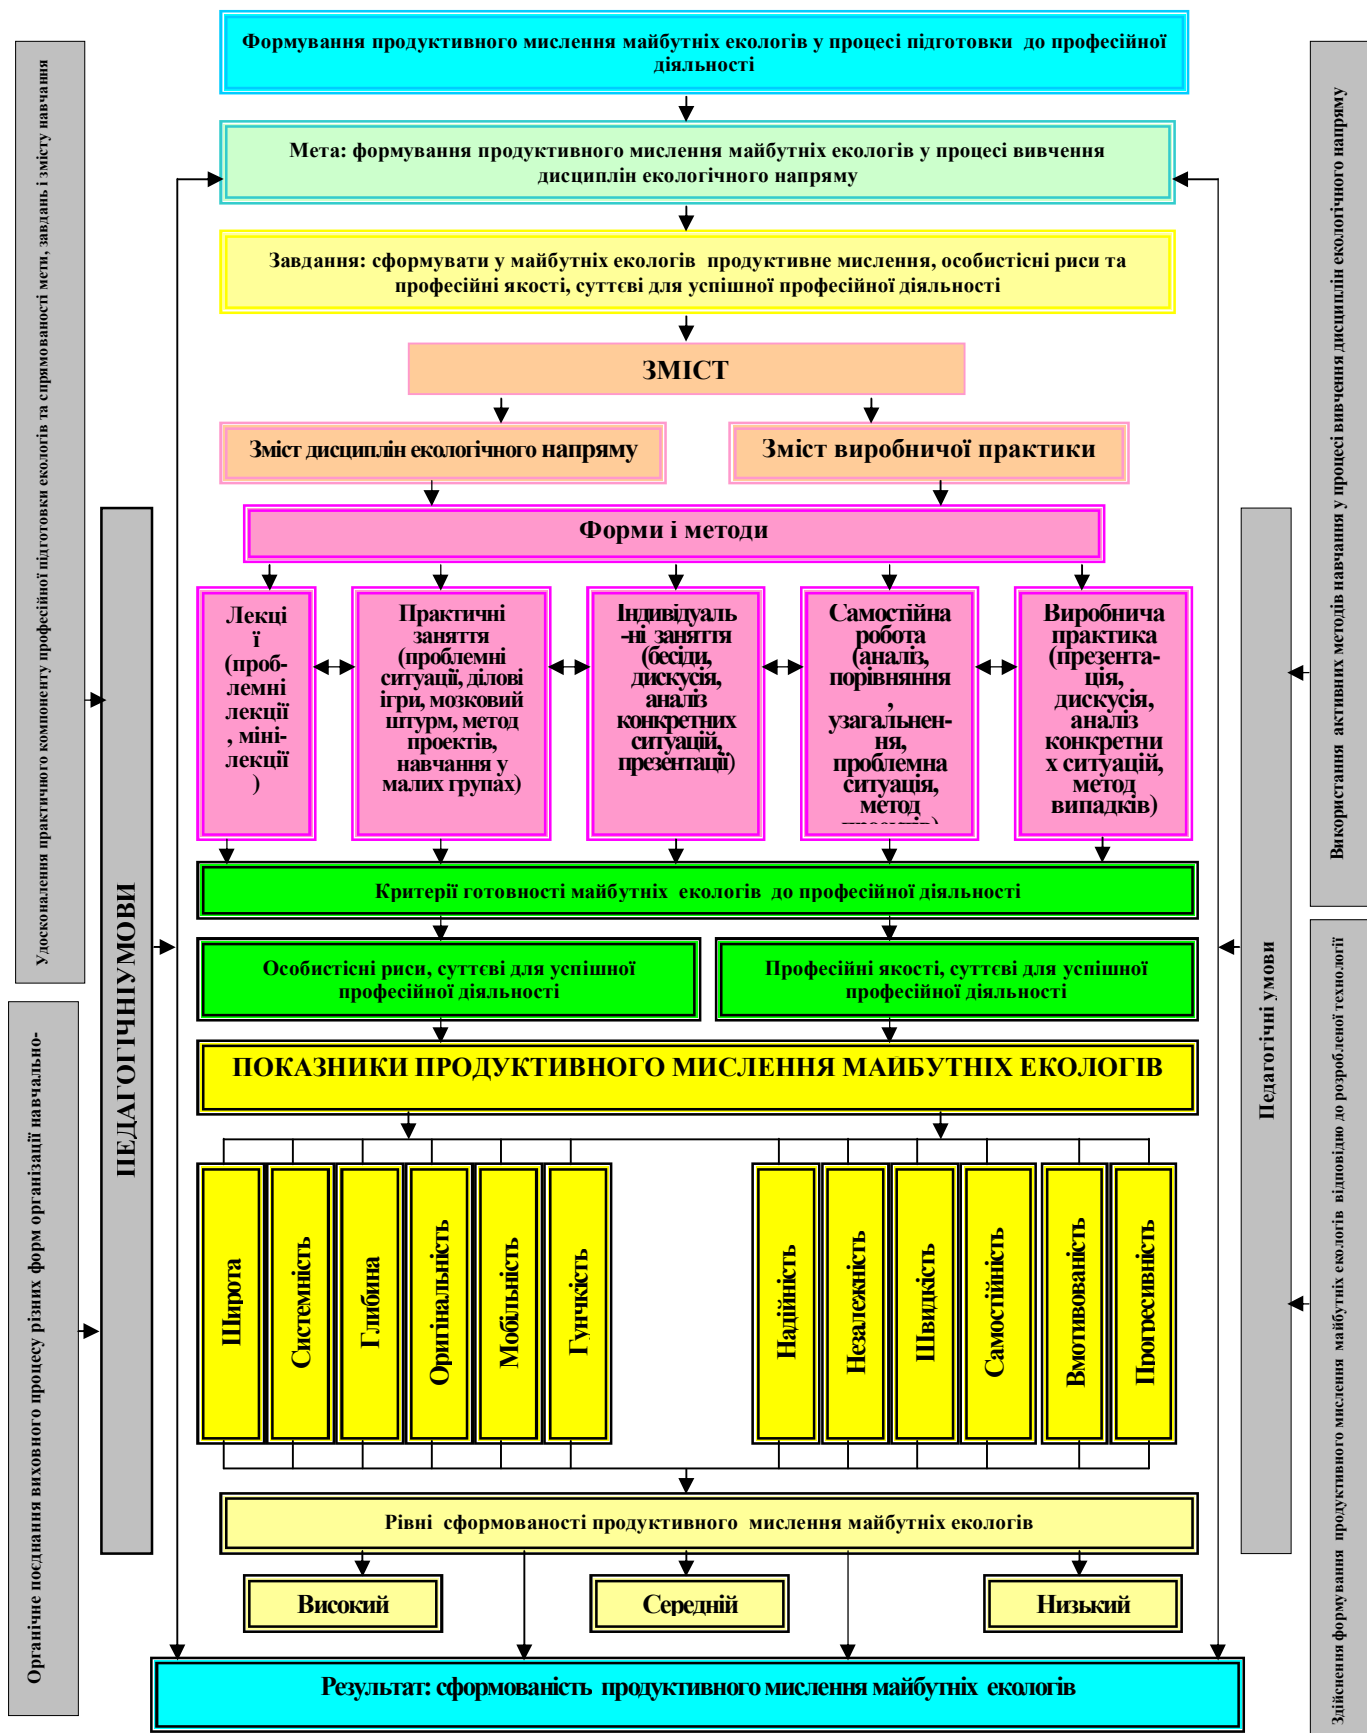 Формування продуктивного мислення майбутніх екологів у процесі підготовки до професійної
діяльності
Мета: формування продуктивного мислення майбутніх екологів у процесі вивчення
дисциплін екологічного напряму
Завдання: сформувати у майбутніх екологів продуктивне мислення, особистісні риси та
професійні якості, суттєві для успішної професійної діяльності
ЗМІСТ
Зміст дисциплін екологічного напряму
Зміст виробничої практики
Форми і методи
Лекці
ї
(проб-
лемні
лекції
, міні-
лекції
)
Практичні
заняття
(проблемні
ситуації, ділові
ігри, мозковий
штурм, метод
проектів,
навчання у
малих групах)
Індивідуаль
-ні заняття
(бесіди,
дискусія,
аналіз
конкретних
ситуацій,
презентації)
Самостійна
робота
(аналіз,
порівняння
,
узагальнен-
ня,
проблемна
ситуація,
метод
Виробнича
практика
(презента-
ція,
дискусія,
аналіз
конкретни
х ситуацій,
метод
випадків)
Критерії готовності майбутніх екологів до професійної діяльності
Особистісні риси, суттєві для успішної
професійної діяльності
Професійні якості, суттєві для успішної
професійної діяльності
ПОКАЗНИКИ ПРОДУКТИВНОГО МИСЛЕННЯ МАЙБУТНІХ ЕКОЛОГІВ
Широта
Системність
Глибина
Оригінальність
Мобільність
Гунчкість
Надійність
Незалежність
Швидкість
Самостійність
Вмотивованість
Прогресивність
Рівні сформованості продуктивного мислення майбутніх екологів
Високий
Середній
Низький
Результат: сформованість продуктивного мислення майбутніх екологів
Удосконалення практичного компоненту професійної підготовки екологів та спрямованості мети, завдань і змісту навчання
Органічне поєднання виховного процесу різних форм організації навчально-
ПЕДАГОГІЧНІУМОВИ
Педагогічні умови
Використання активних методів навчання у процесі вивчення дисциплін екологічного напряму
Здійснення формування продуктивного мислення майбутніх екологів відповідно до розробленої технології